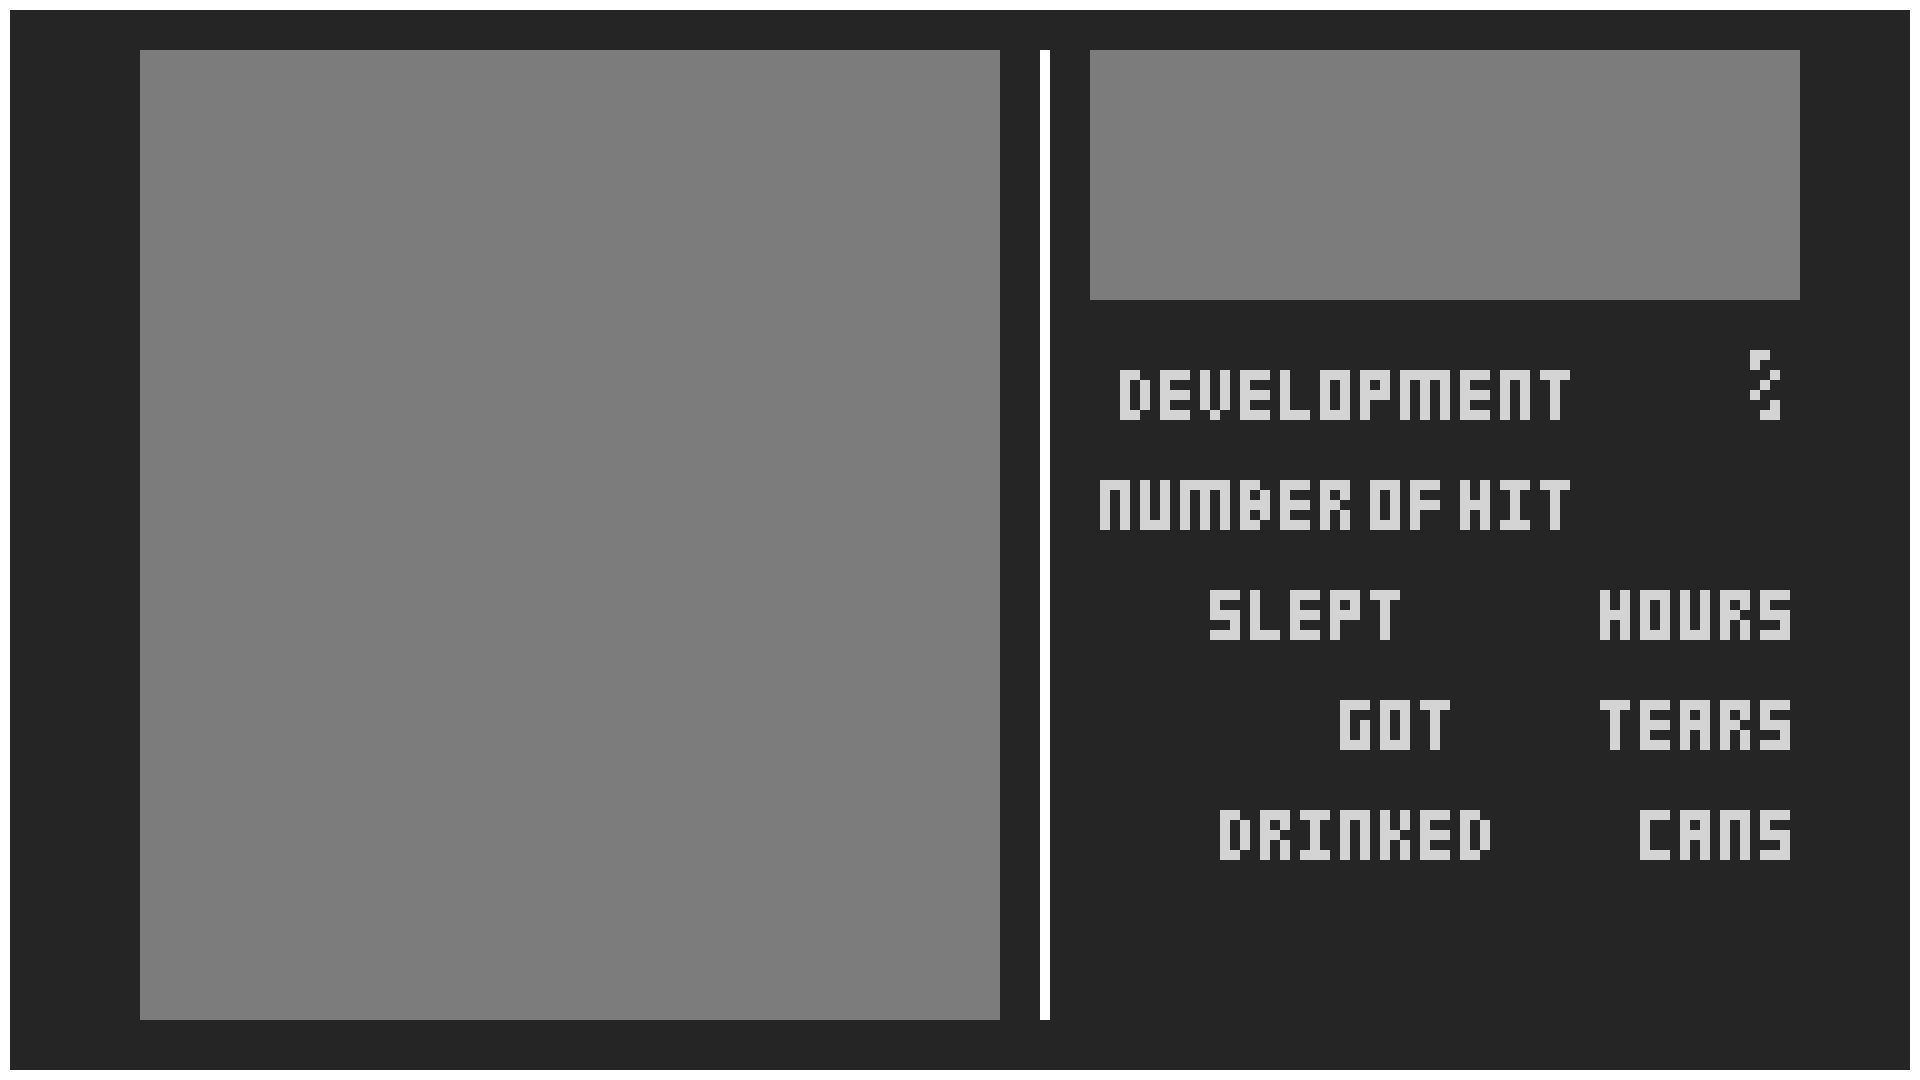 DEVELOPMENT %
NUMBER OF HIT
SLEPT HOURS
GOT TEARS
DRINKED CANS